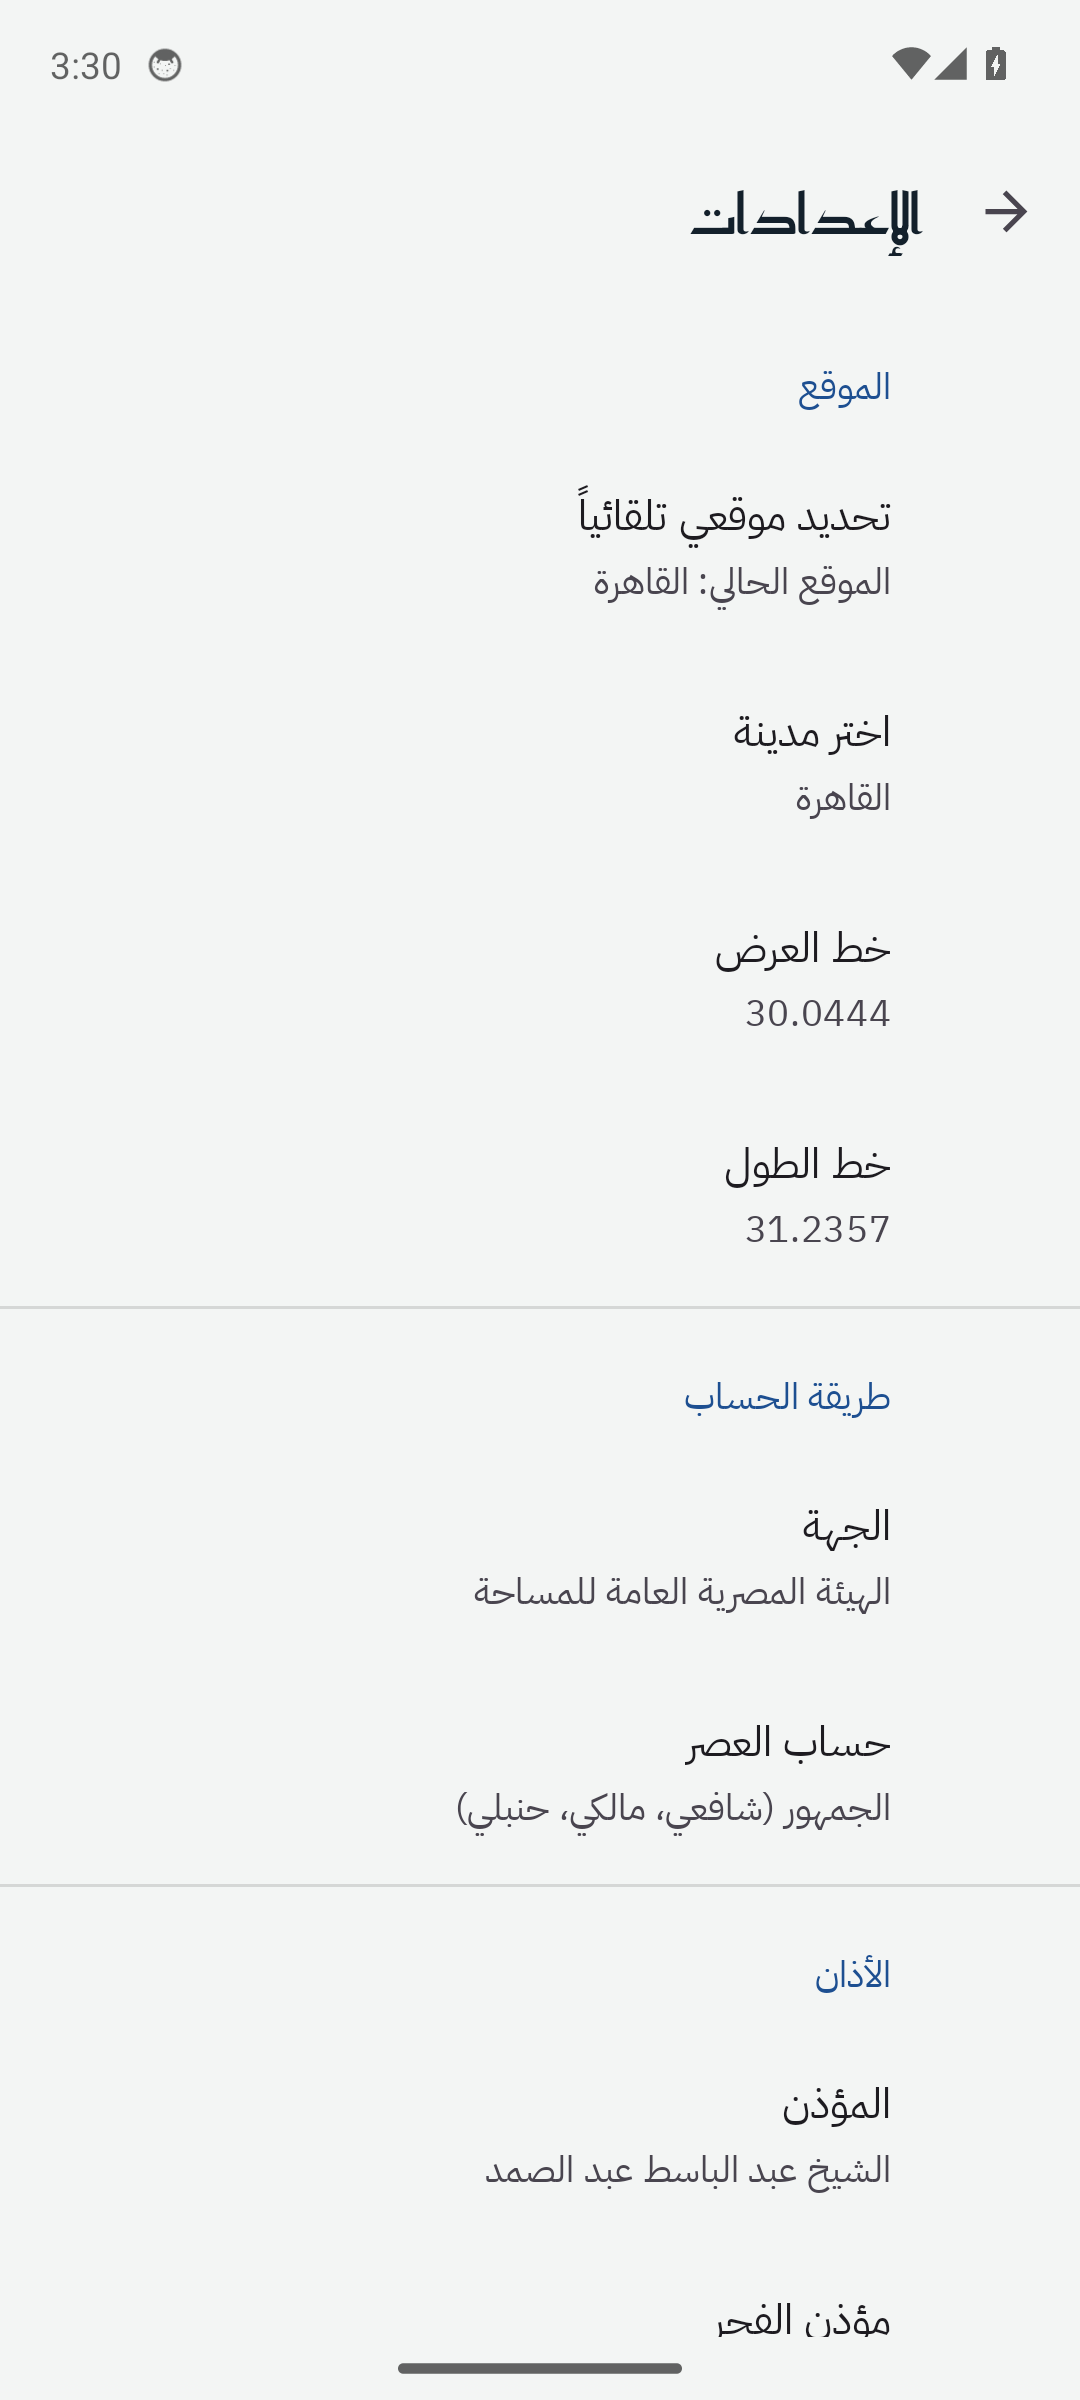 3:30
الإعدادات
الموقع
تحديد موقعي تلقائياً
الموقع الحالي: القاهرة
اختر مدينة
القاهرة
خط العرض
30.0444
خط الطول
31.2357
طريقة الحساب
الجهة
الهيئة المصرية العامة للمساحة
حساب العصر
الجمهور (شافعي، مالكي، حنبلي)
الأذان
المؤذن
الشيخ عبد الباسط عبد الصمد
مؤذن الفجر